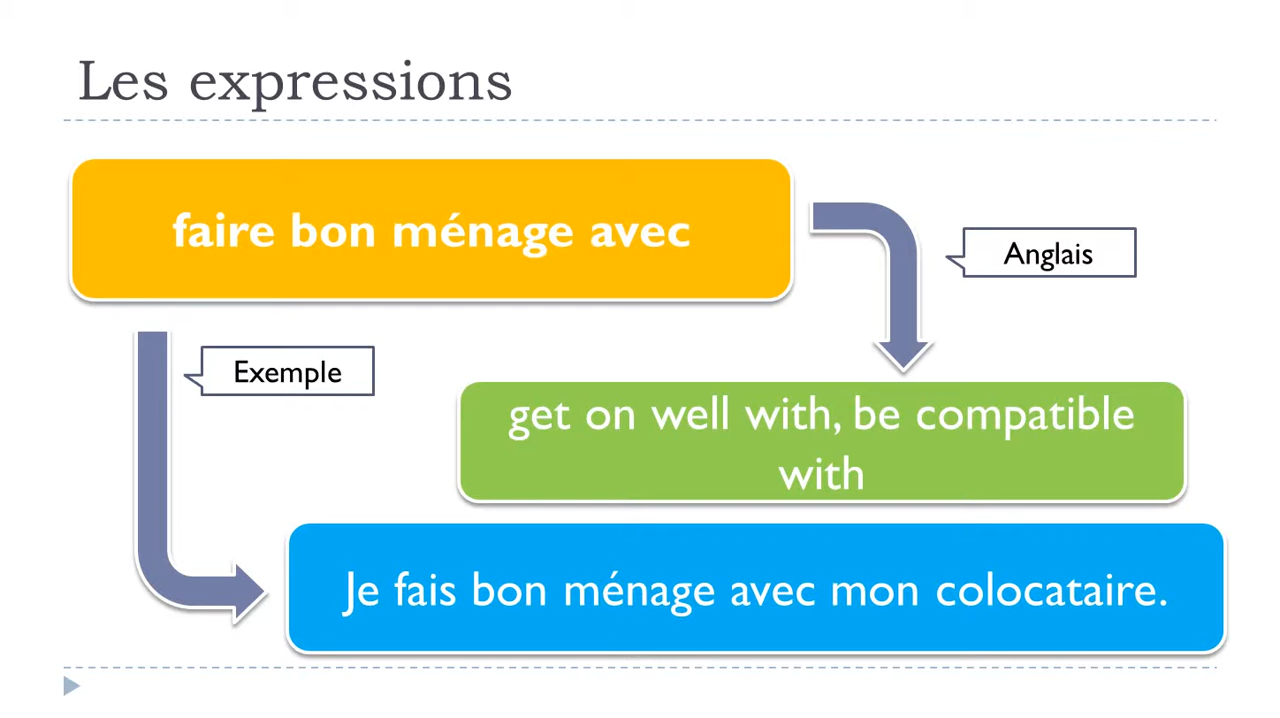 Les expressions
faire bon ménage avec
Anglais
Exemple
get on well with, be compatible
with
Je fais bon ménage avec mon colocataire.